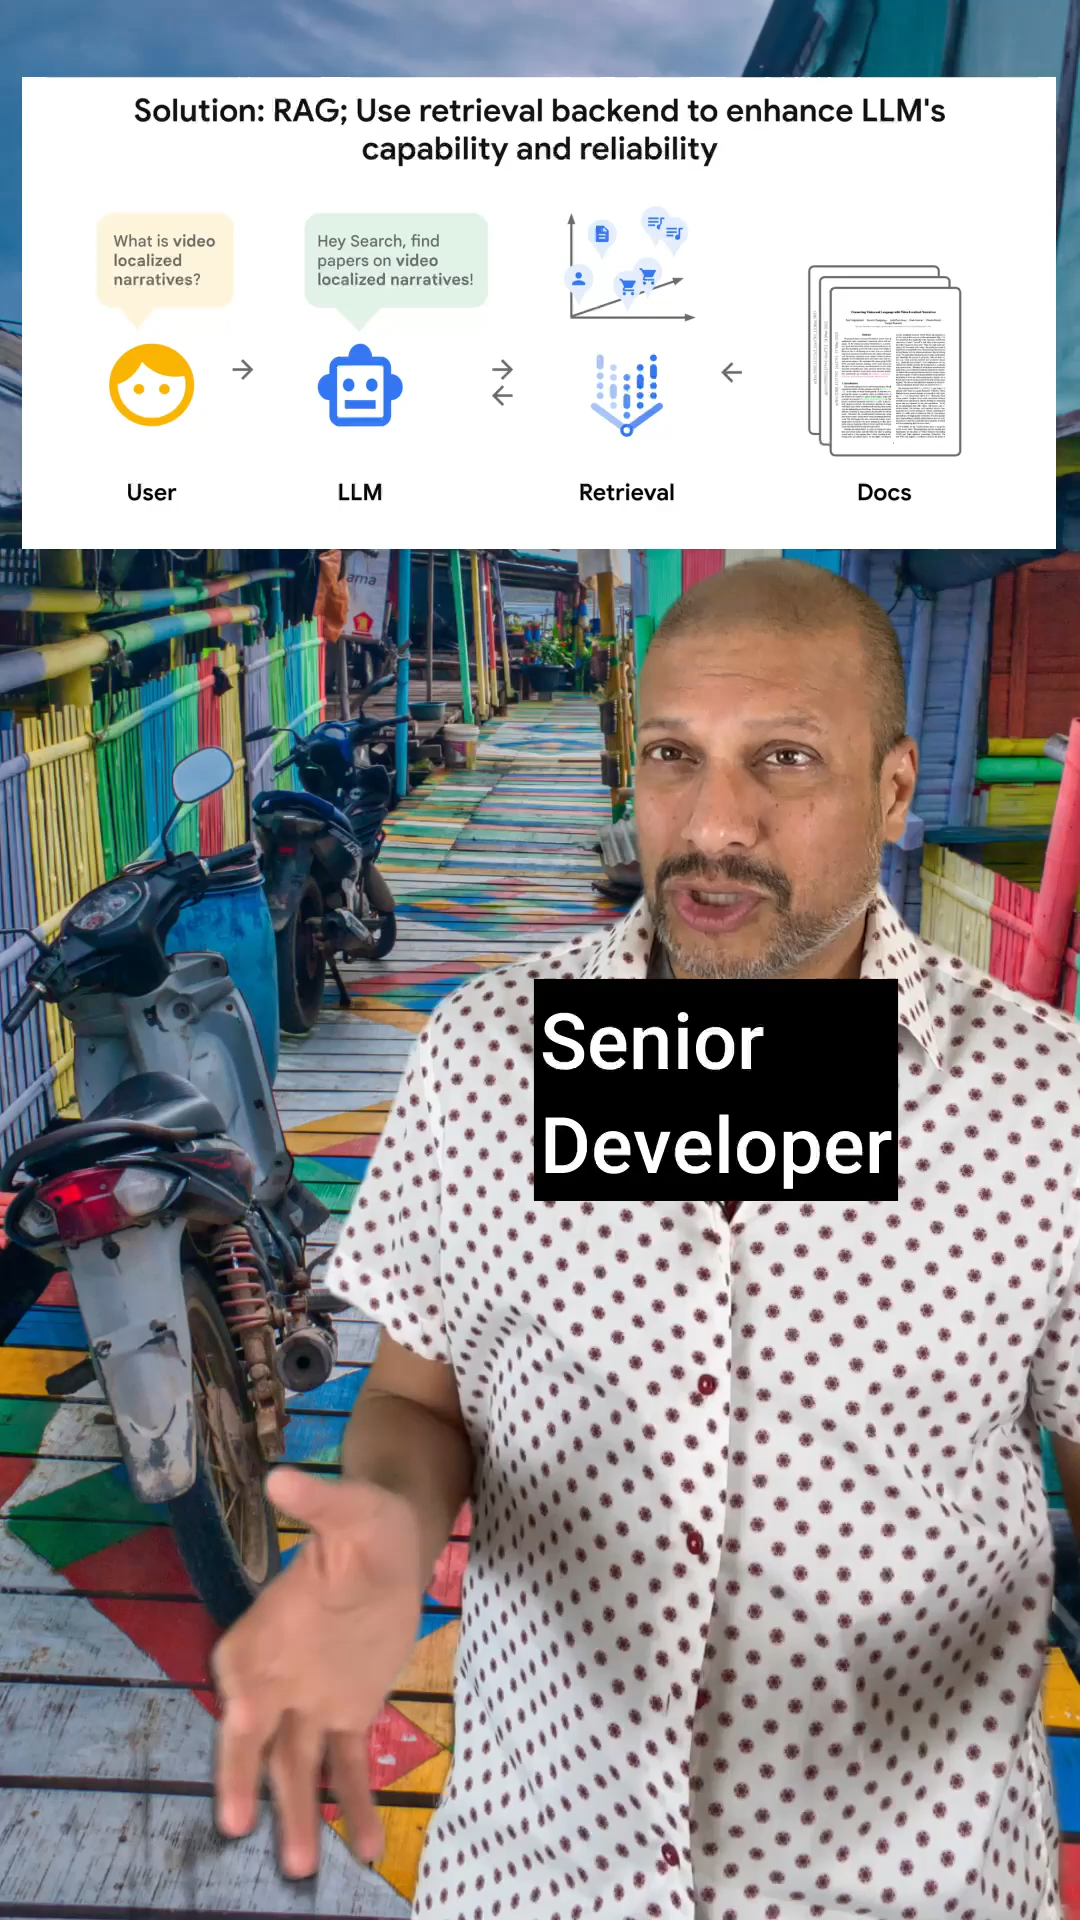 Solution: RAG; Use retrieval backend to enhance LLM's
capability and reliability
What is video
localized
narratives?
Hey Search, find
papers on video
localized narratives!
User
LLM
Retrieval
Docs
ama
Senior
Developer